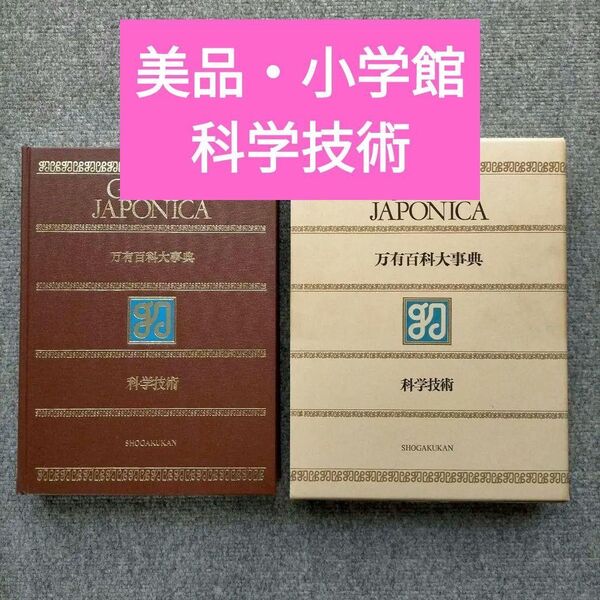 美品・小学館
科学技術
JAPONICA
万有百科大事典
科学技術
SHOGAKUKAN
JAPONICA
万有百科大事典
科学技術
SHOGAKUKAN